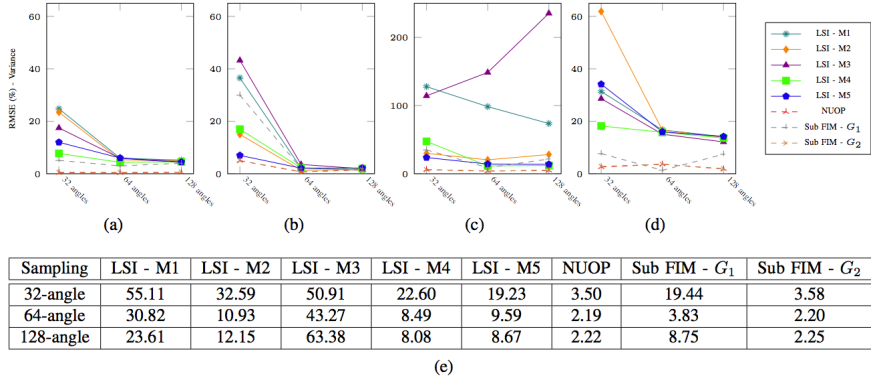 RMSE (%) - Variance
60
40
20
0
32 angles
64 angles
128 angles
(a)
60
40
20
0
32 angles
64 angles
128 angles
(b)
200
100
0
32 angles
64 angles
128 angles
(c)
60
40
20
0
32 angles
64 angles
128 angles
(d)
LSI - M1
LSI - M2
LSI - M3
LSI - M4
LSI - M5
NUOP
Sub FIM - G1
Sub FIM - G2
Sampling LSI - M1 LSI - M2 LSI - M3 LSI - M4 LSI - M5 NUOP Sub FIM - G1 Sub FIM - G2
32-angle 55.11 32.59 50.91 22.60 19.23 3.50 19.44 3.58
64-angle 30.82 10.93 43.27 8.49 9.59 2.19 3.83 2.20
128-angle 23.61 12.15 63.38 8.08 8.67 2.22 8.75 2.25
(e)